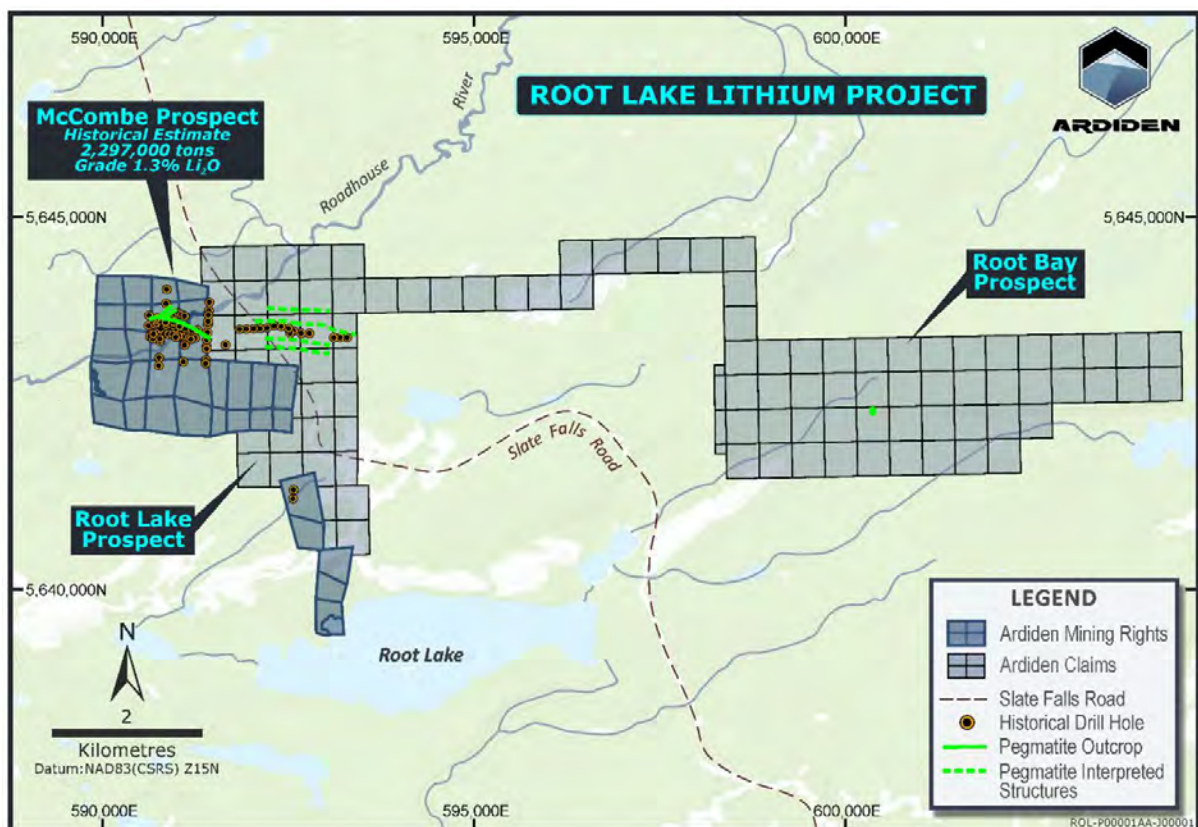 590,000E
595,000E
600,000E
ROOT LAKE LITHIUM PROJECT
ARDIDEN
McCombe Prospect
Historical Estimate
2,297,000 tons
Grade 1.3% Li₂O
Roadhouse
River
5,645,000N
5,645,000N
Root Bay
Prospect
Slate Falls
Road
Root Lake
Prospect
5,640,000N
Root Lake
N
2
Kilometres
Datum:NAD83(CSRS) Z15N
LEGEND
Ardiden Mining Rights
Ardiden Claims
Slate Falls Road
Historical Drill Hole
Pegmatite Outcrop
Pegmatite Interpreted
Structures
590,000E
595,000E
600,000E
ROL-P00001AA-J00001